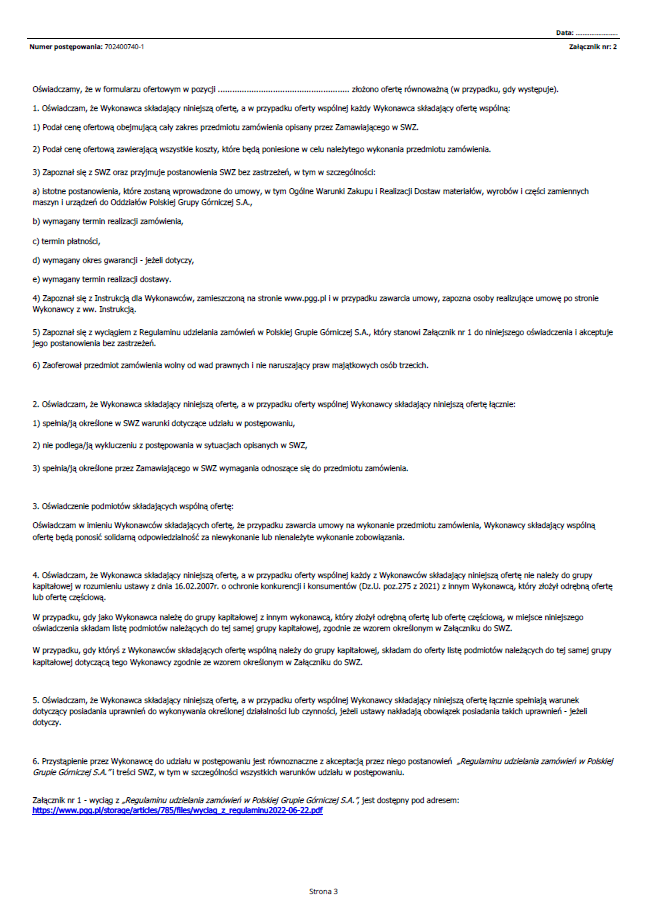 Data: ........................
Numer postępowania: 702400740-1
Załącznik nr: 2
Oświadczamy, że w formularzu ofertowym w pozycji ....................................................... złożono ofertę równoważną (w przypadku, gdy występuje).
1. Oświadczam, że Wykonawca składający niniejszą ofertę, a w przypadku oferty wspólnej każdy Wykonawca składający ofertę wspólną:
1) Podał cenę ofertową obejmującą cały zakres przedmiotu zamówienia opisany przez Zamawiającego w SWZ.
2) Podał cenę ofertową zawierającą wszystkie koszty, które będą poniesione w celu należytego wykonania przedmiotu zamówienia.
3) Zapoznał się z SWZ oraz przyjmuje postanowienia SWZ bez zastrzeżeń, w tym w szczególności:
a) istotne postanowienia, które zostaną wprowadzone do umowy, w tym Ogólne Warunki Zakupu i Realizacji Dostaw materiałów, wyrobów i części zamiennych
maszyn i urządzeń do Oddziałów Polskiej Grupy Górniczej S.A.,
b) wymagany termin realizacji zamówienia,
c) termin płatności,
d) wymagany okres gwarancji - jeżeli dotyczy,
e) wymagany termin realizacji dostawy.
4) Zapoznał się z Instrukcją dla Wykonawców, zamieszczoną na stronie www.pgg.pl i w przypadku zawarcia umowy, zapozna osoby realizujące umowę po stronie
Wykonawcy z ww. Instrukcją.
5) Zapoznał się z wyciągiem z Regulaminu udzielania zamówień w Polskiej Grupie Górniczej S.A., który stanowi Załącznik nr 1 do niniejszego oświadczenia i akceptuje
jego postanowienia bez zastrzeżeń.
6) Zaoferował przedmiot zamówienia wolny od wad prawnych i nie naruszający praw majątkowych osób trzecich.
2. Oświadczam, że Wykonawca składający niniejszą ofertę, a w przypadku oferty wspólnej Wykonawcy składający niniejszą ofertę łącznie:
1) spełnia/ją określone w SWZ warunki dotyczące udziału w postępowaniu,
2) nie podlega/ją wykluczeniu z postępowania w sytuacjach opisanych w SWZ,
3) spełnia/ją określone przez Zamawiającego w SWZ wymagania odnoszące się do przedmiotu zamówienia.
3. Oświadczenie podmiotów składających wspólną ofertę:
Oświadczam w imieniu Wykonawców składających ofertę, że przypadku zawarcia umowy na wykonanie przedmiotu zamówienia, Wykonawcy składający wspólną
ofertę będą ponosić solidarną odpowiedzialność za niewykonanie lub nienależyte wykonanie zobowiązania.
4. Oświadczam, że Wykonawca składający niniejszą ofertę, a w przypadku oferty wspólnej każdy z Wykonawców składający niniejszą ofertę nie należy do grupy
kapitałowej w rozumieniu ustawy z dnia 16.02.2007r. o ochronie konkurencji i konsumentów (Dz.U. poz.275 z 2021) z innym Wykonawcą, który złożył odrębną ofertę
lub ofertę częściową.
W przypadku, gdy jako Wykonawca należę do grupy kapitałowej z innym wykonawcą, który złożył odrębną ofertę lub ofertę częściową, w miejsce niniejszego
oświadczenia składam listę podmiotów należących do tej samej grupy kapitałowej, zgodnie ze wzorem określonym w Załączniku do SWZ.
W przypadku, gdy któryś z Wykonawców składających ofertę wspólną należy do grupy kapitałowej, składam do oferty listę podmiotów należących do tej samej grupy
kapitałowej dotyczącą tego Wykonawcy zgodnie ze wzorem określonym w Załączniku do SWZ.
5. Oświadczam, że Wykonawca składający niniejszą ofertę, a w przypadku oferty wspólnej Wykonawcy składający niniejszą ofertę łącznie spełniają warunek
dotyczący posiadania uprawnień do wykonywania określonej działalności lub czynności, jeżeli ustawy nakładają obowiązek posiadania takich uprawnień - jeżeli
dotyczy.
6. Przystąpienie przez Wykonawcę do udziału w postępowaniu jest równoznaczne z akceptacją przez niego postanowień „Regulaminu udzielania zamówień w Polskiej
Grupie Górniczej S.A." i treści SWZ, w tym w szczególności wszystkich warunków udziału w postępowaniu.
Załącznik nr 1 - wyciąg z „Regulaminu udzielania zamówień w Polskiej Grupie Górniczej S.A.", jest dostępny pod adresem:
https://www.pgg.pl/storage/articles/785/files/wyciag_z_regulaminu2022-06-22.pdf
Strona 3